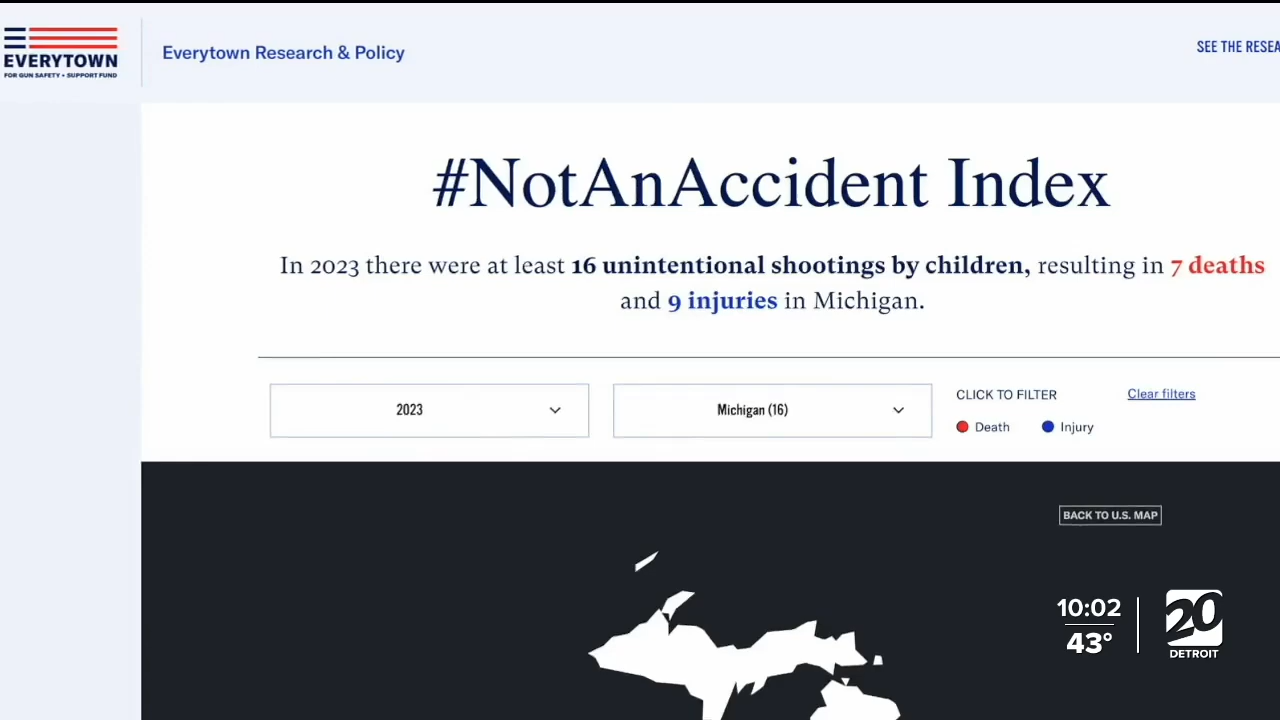 EVERYTOWN
FOR GUN SAFETY • SUPPORT FUND
Everytown Research & Policy
SEE THE RESEA
#NotAnAccident Index
In 2023 there were at least 16 unintentional shootings by children, resulting in 7 deaths
and 9 injuries in Michigan.
2023
Michigan (16)
CLICK TO FILTER
Clear filters
Death
Injury
BACK TO U.S. MAP
10:02
43°
20
DETROIT